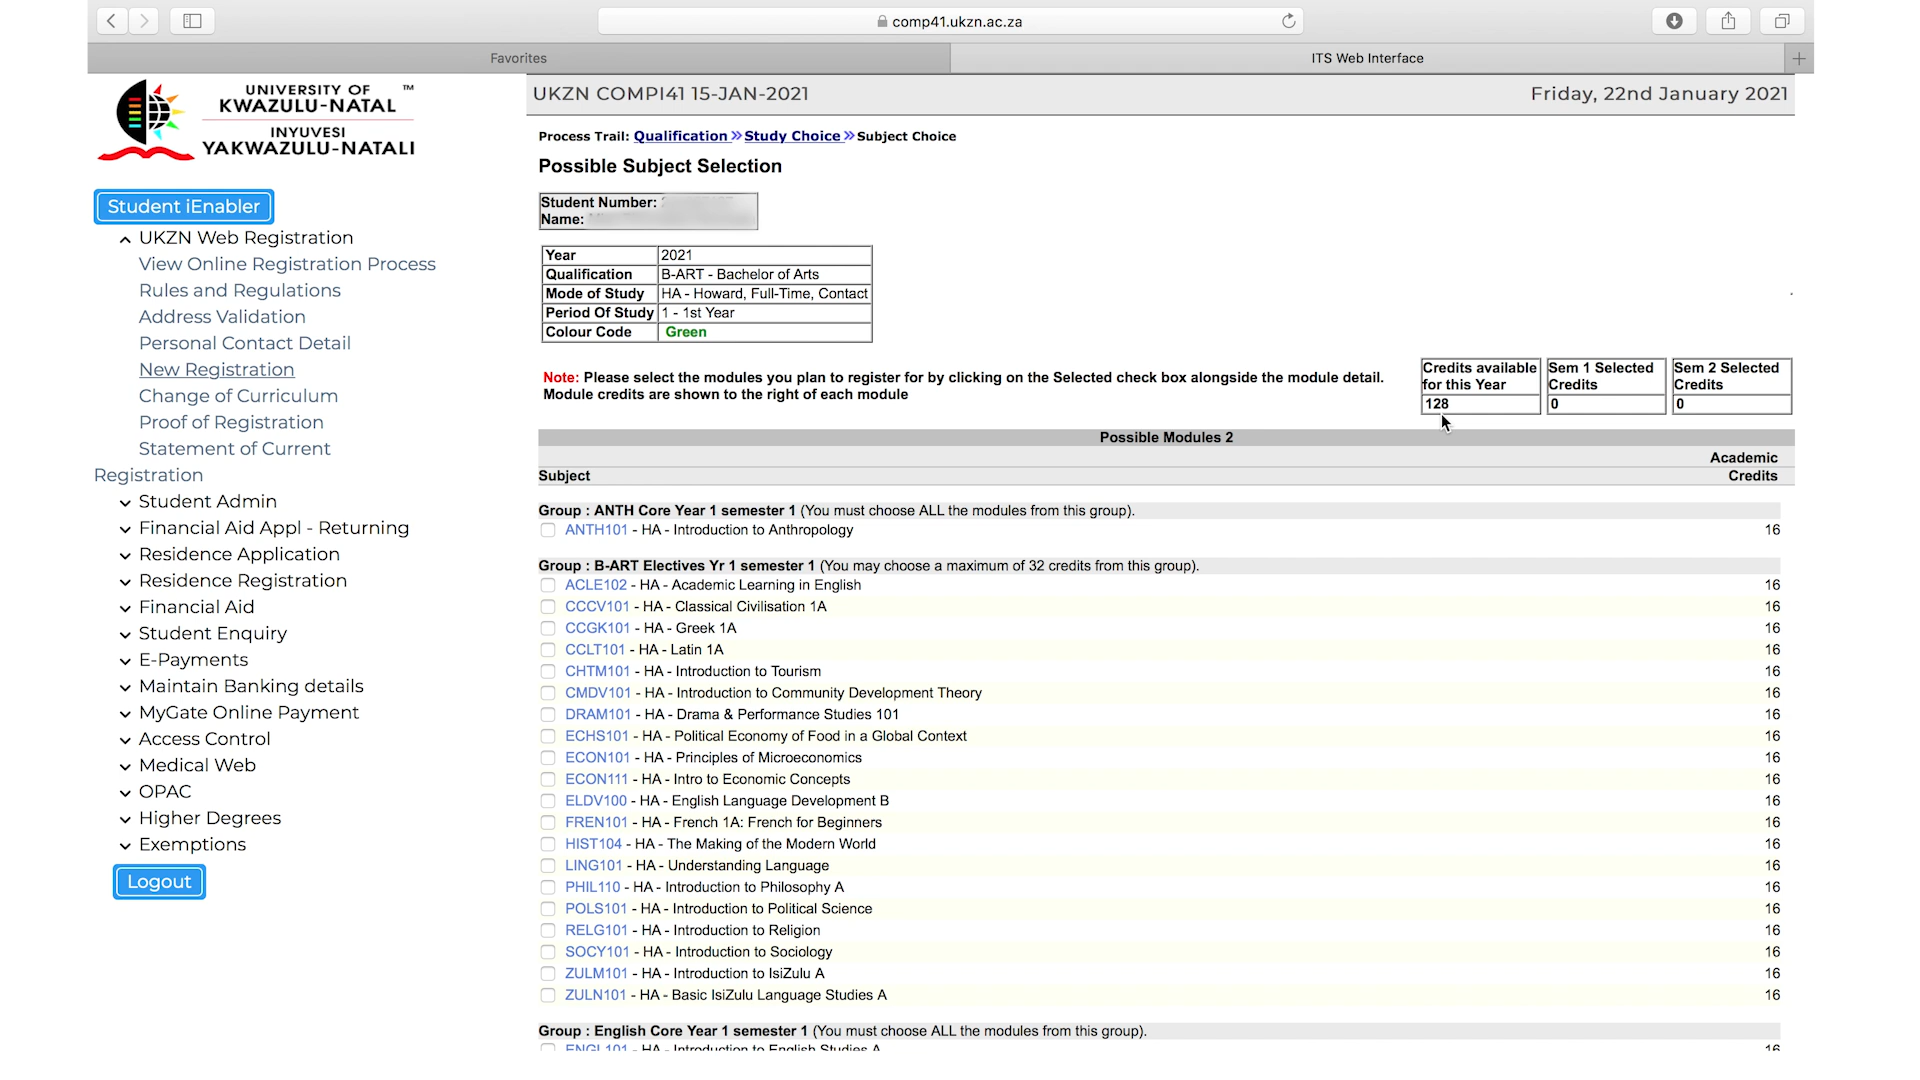 comp41.ukzn.ac.za
Favorites
ITS Web Interface
UNIVERSITY OF ™
KWAZULU-NATAL
INYUVESI
YAKWAZULU-NATALI
UKZN COMPI41 15-JAN-2021
Friday, 22nd January 2021
Process Trail: Qualification » Study Choice » Subject Choice
Possible Subject Selection
Student Number:
Name:
Year 2021
Qualification B-ART - Bachelor of Arts
Mode of Study HA - Howard, Full-Time, Contact
Period Of Study 1 - 1st Year
Colour Code Green
Note: Please select the modules you plan to register for by clicking on the Selected check box alongside the module detail.
Module credits are shown to the right of each module
Credits available
for this Year
128
Sem 1 Selected
Credits
0
Sem 2 Selected
Credits
0
Student iEnabler
UKZN Web Registration
View Online Registration Process
Rules and Regulations
Address Validation
Personal Contact Detail
New Registration
Change of Curriculum
Proof of Registration
Statement of Current
Registration
Student Admin
Financial Aid Appl - Returning
Residence Application
Residence Registration
Financial Aid
Student Enquiry
E-Payments
Maintain Banking details
MyGate Online Payment
Access Control
Medical Web
OPAC
Higher Degrees
Exemptions
Logout
Possible Modules 2
Academic
Subject Credits
Group : ANTH Core Year 1 semester 1 (You must choose ALL the modules from this group).
ANTH101 - HA - Introduction to Anthropology 16
Group : B-ART Electives Yr 1 semester 1 (You may choose a maximum of 32 credits from this group).
ACLE102 - HA - Academic Learning in English 16
CCCV101 - HA - Classical Civilisation 1A 16
CCGK101 - HA - Greek 1A 16
CCLT101 - HA - Latin 1A 16
CHTM101 - HA - Introduction to Tourism 16
CMDV101 - HA - Introduction to Community Development Theory 16
DRAM101 - HA - Drama & Performance Studies 101 16
ECHS101 - HA - Political Economy of Food in a Global Context 16
ECON101 - HA - Principles of Microeconomics 16
ECON111 - HA - Intro to Economic Concepts 16
ELDV100 - HA - English Language Development B 16
FREN101 - HA - French 1A: French for Beginners 16
HIST104 - HA - The Making of the Modern World 16
LING101 - HA - Understanding Language 16
PHIL110 - HA - Introduction to Philosophy A 16
POLS101 - HA - Introduction to Political Science 16
RELG101 - HA - Introduction to Religion 16
SOCY101 - HA - Introduction to Sociology 16
ZULM101 - HA - Introduction to IsiZulu A 16
ZULN101 - HA - Basic IsiZulu Language Studies A 16
Group : English Core Year 1 semester 1 (You must choose ALL the modules from this group).
ENGL101 - HA - Introduction to English Studies A 16